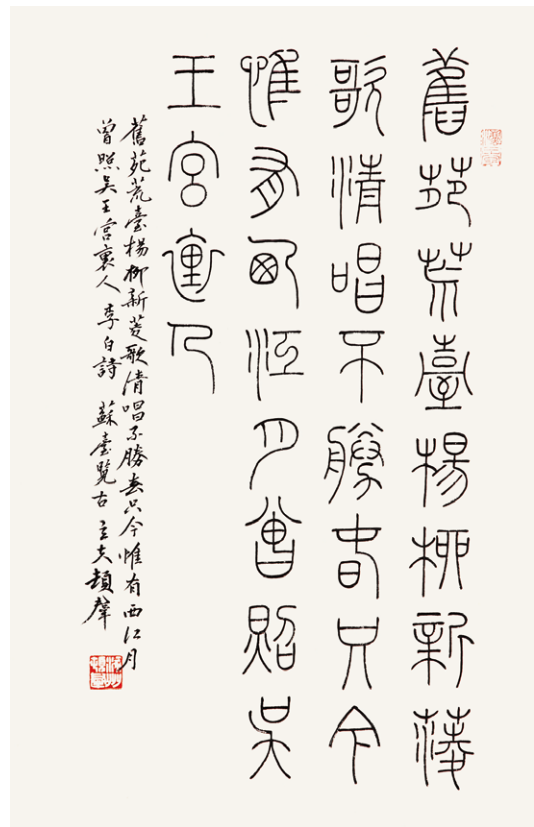 舊苑荒臺楊柳新菱
歌清唱不勝春只今
惟有西江月曾照吳
王宮裏人
舊苑荒臺楊柳新菱歌清唱不勝春只今惟有西江月
曾照吳王宮裏人 李白詩 蘇臺覽古